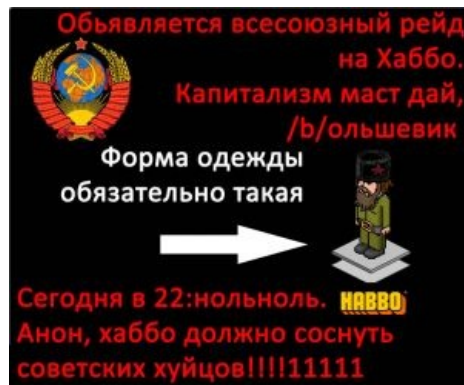 Обьявляется всесоюзный рейд
на Хаббо.
Капитализм маст дай,
/b/ольшевик
Форма одежды
обязательно такая
Сегодня в 22:нольноль.
HABBO
Анон, хаббо должно соснуть
советских хуйцов!!!!11111